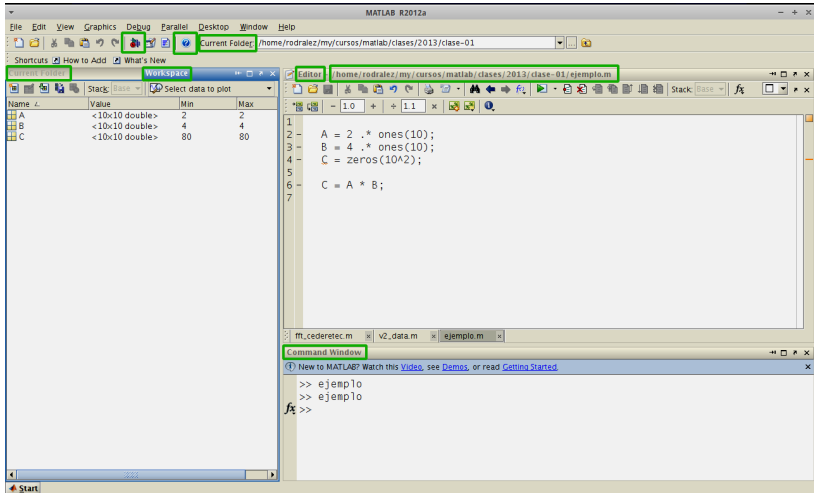 MATLAB R2012a
File Edit View Graphics Debug Parallel Desktop Window Help
Current Folder: /home/rodralez/my/cursos/matlab/clases/2013/clase-01
Shortcuts How to Add What's New
Current Folder Workspace
Stack: Base Select data to plot
Name Value Min Max
A <10x10 double> 2 2
B <10x10 double> 4 4
C <10x10 double> 80 80
Editor - /home/rodralez/my/cursos/matlab/clases/2013/clase-01/ejemplo.m
Stack: Base fx
- 1.0 + ÷ 1.1 ×
1
2 - A = 2 .* ones(10);
3 - B = 4 .* ones(10);
4 - C = zeros(10^2);
5
6 - C = A * B;
7
fft_cederetec.m × v2_data.m × ejemplo.m ×
Command Window
New to MATLAB? Watch this Video, see Demos, or read Getting Started.
>> ejemplo
>> ejemplo
fx >>
Start